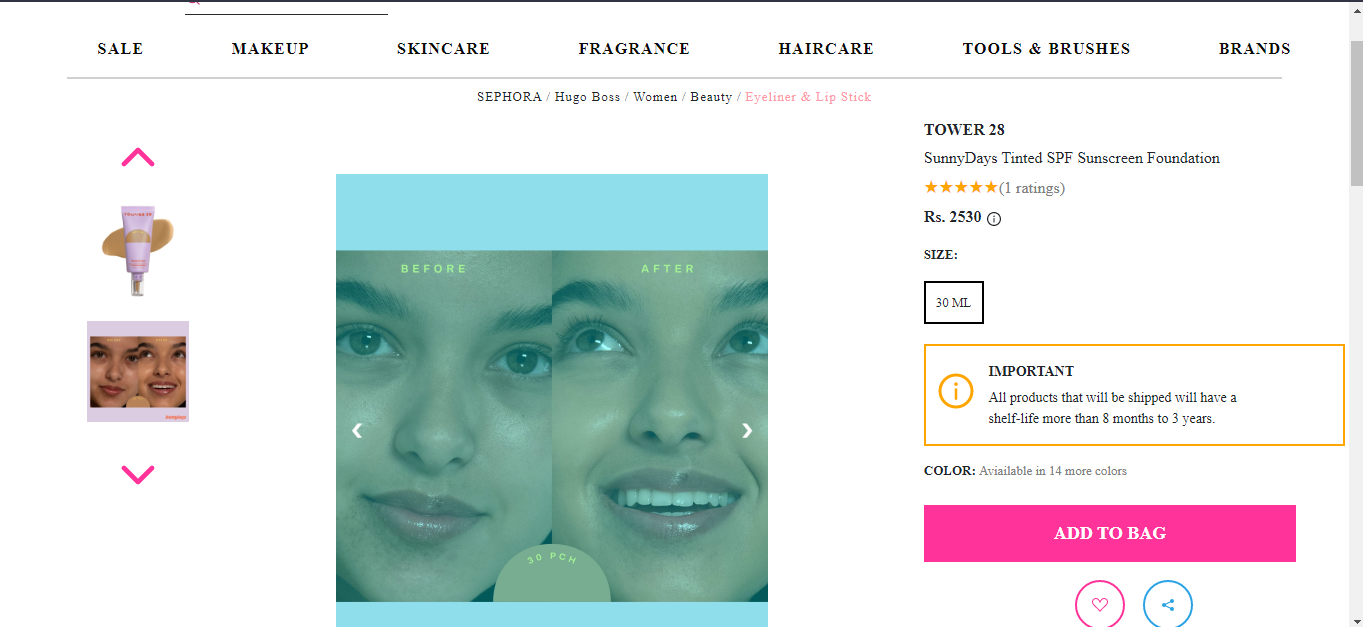 SALE MAKEUP SKINCARE FRAGRANCE HAIRCARE TOOLS & BRUSHES BRANDS
SEPHORA / Hugo Boss / Women / Beauty / Eyeliner & Lip Stick
TOWER 28
SunnyDays Tinted SPF Sunscreen Foundation
(1 ratings)
Rs. 2530
SIZE:
30 ML
IMPORTANT
All products that will be shipped will have a
shelf-life more than 8 months to 3 years.
COLOR: Aviailable in 14 more colors
ADD TO BAG
BEFORE
AFTER
30 PCH